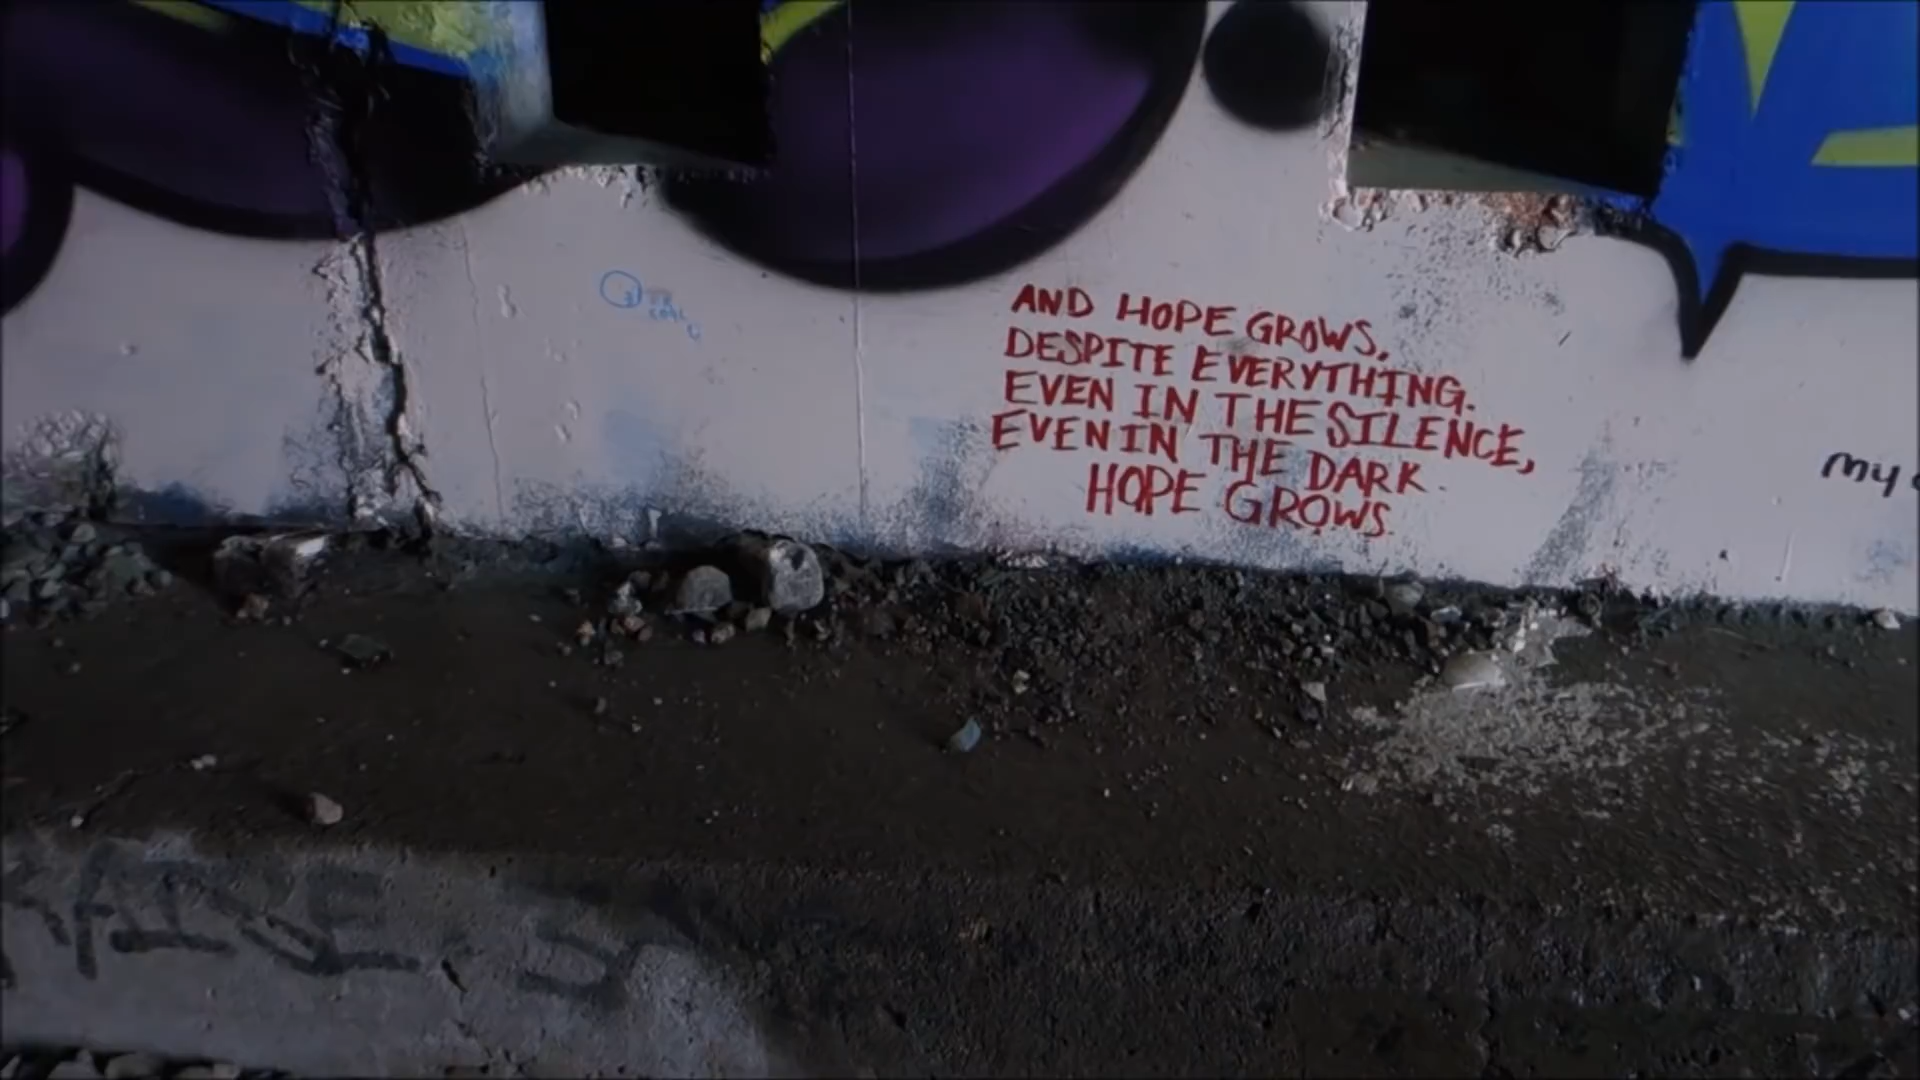 AND HOPE GROWS,
DESPITE EVERYTHING.
EVEN IN THE SILENCE,
EVEN IN THE DARK.
HOPE GROWS.
My